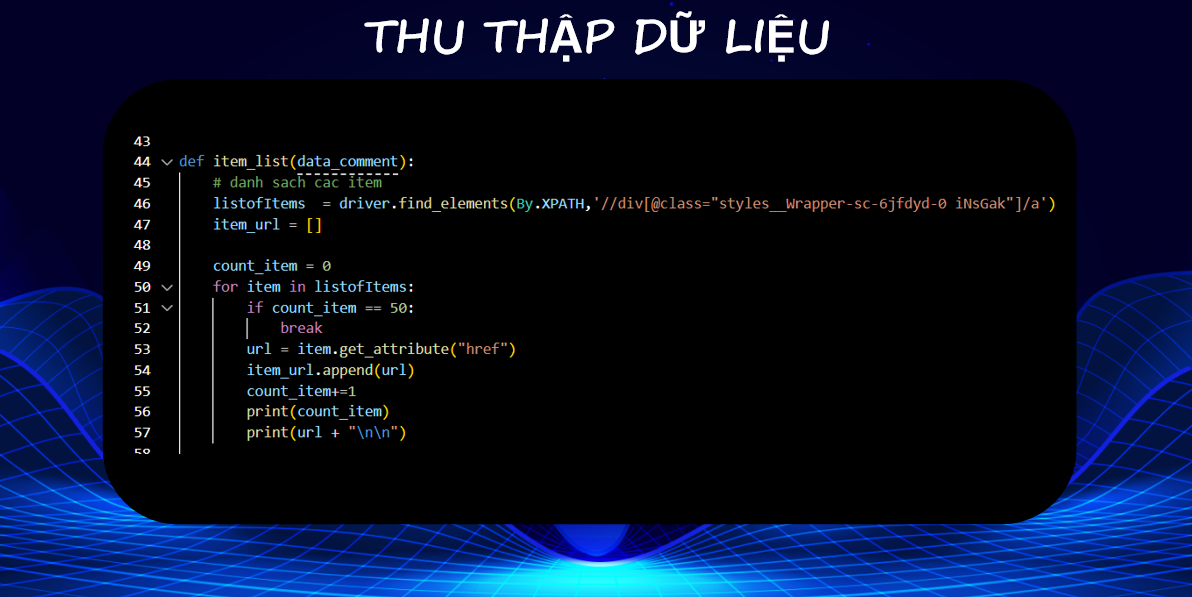 THU THẬP DỮ LIỆU
43
44 def item_list(data_comment):
45 # danh sach cac item
46 listofItems  = driver.find_elements(By.XPATH,'//div[@class="styles__Wrapper-sc-6jfdyd-0 iNsGak"]/a')
47 item_url = []
48
49 count_item = 0
50 for item in listofItems:
51 if count_item == 50:
52 break
53 url = item.get_attribute("href")
54 item_url.append(url)
55 count_item+=1
56 print(count_item)
57 print(url + "\n\n")
58